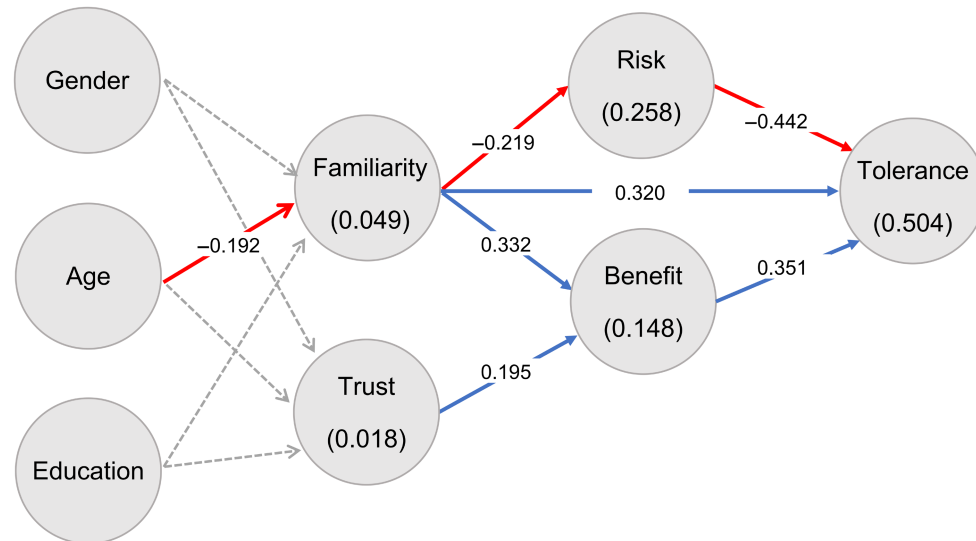 Gender
Age
Education
Familiarity
(0.049)
Trust
(0.018)
Risk
(0.258)
Benefit
(0.148)
Tolerance
(0.504)
–0.192
–0.219
0.320
0.332
0.195
–0.442
0.351